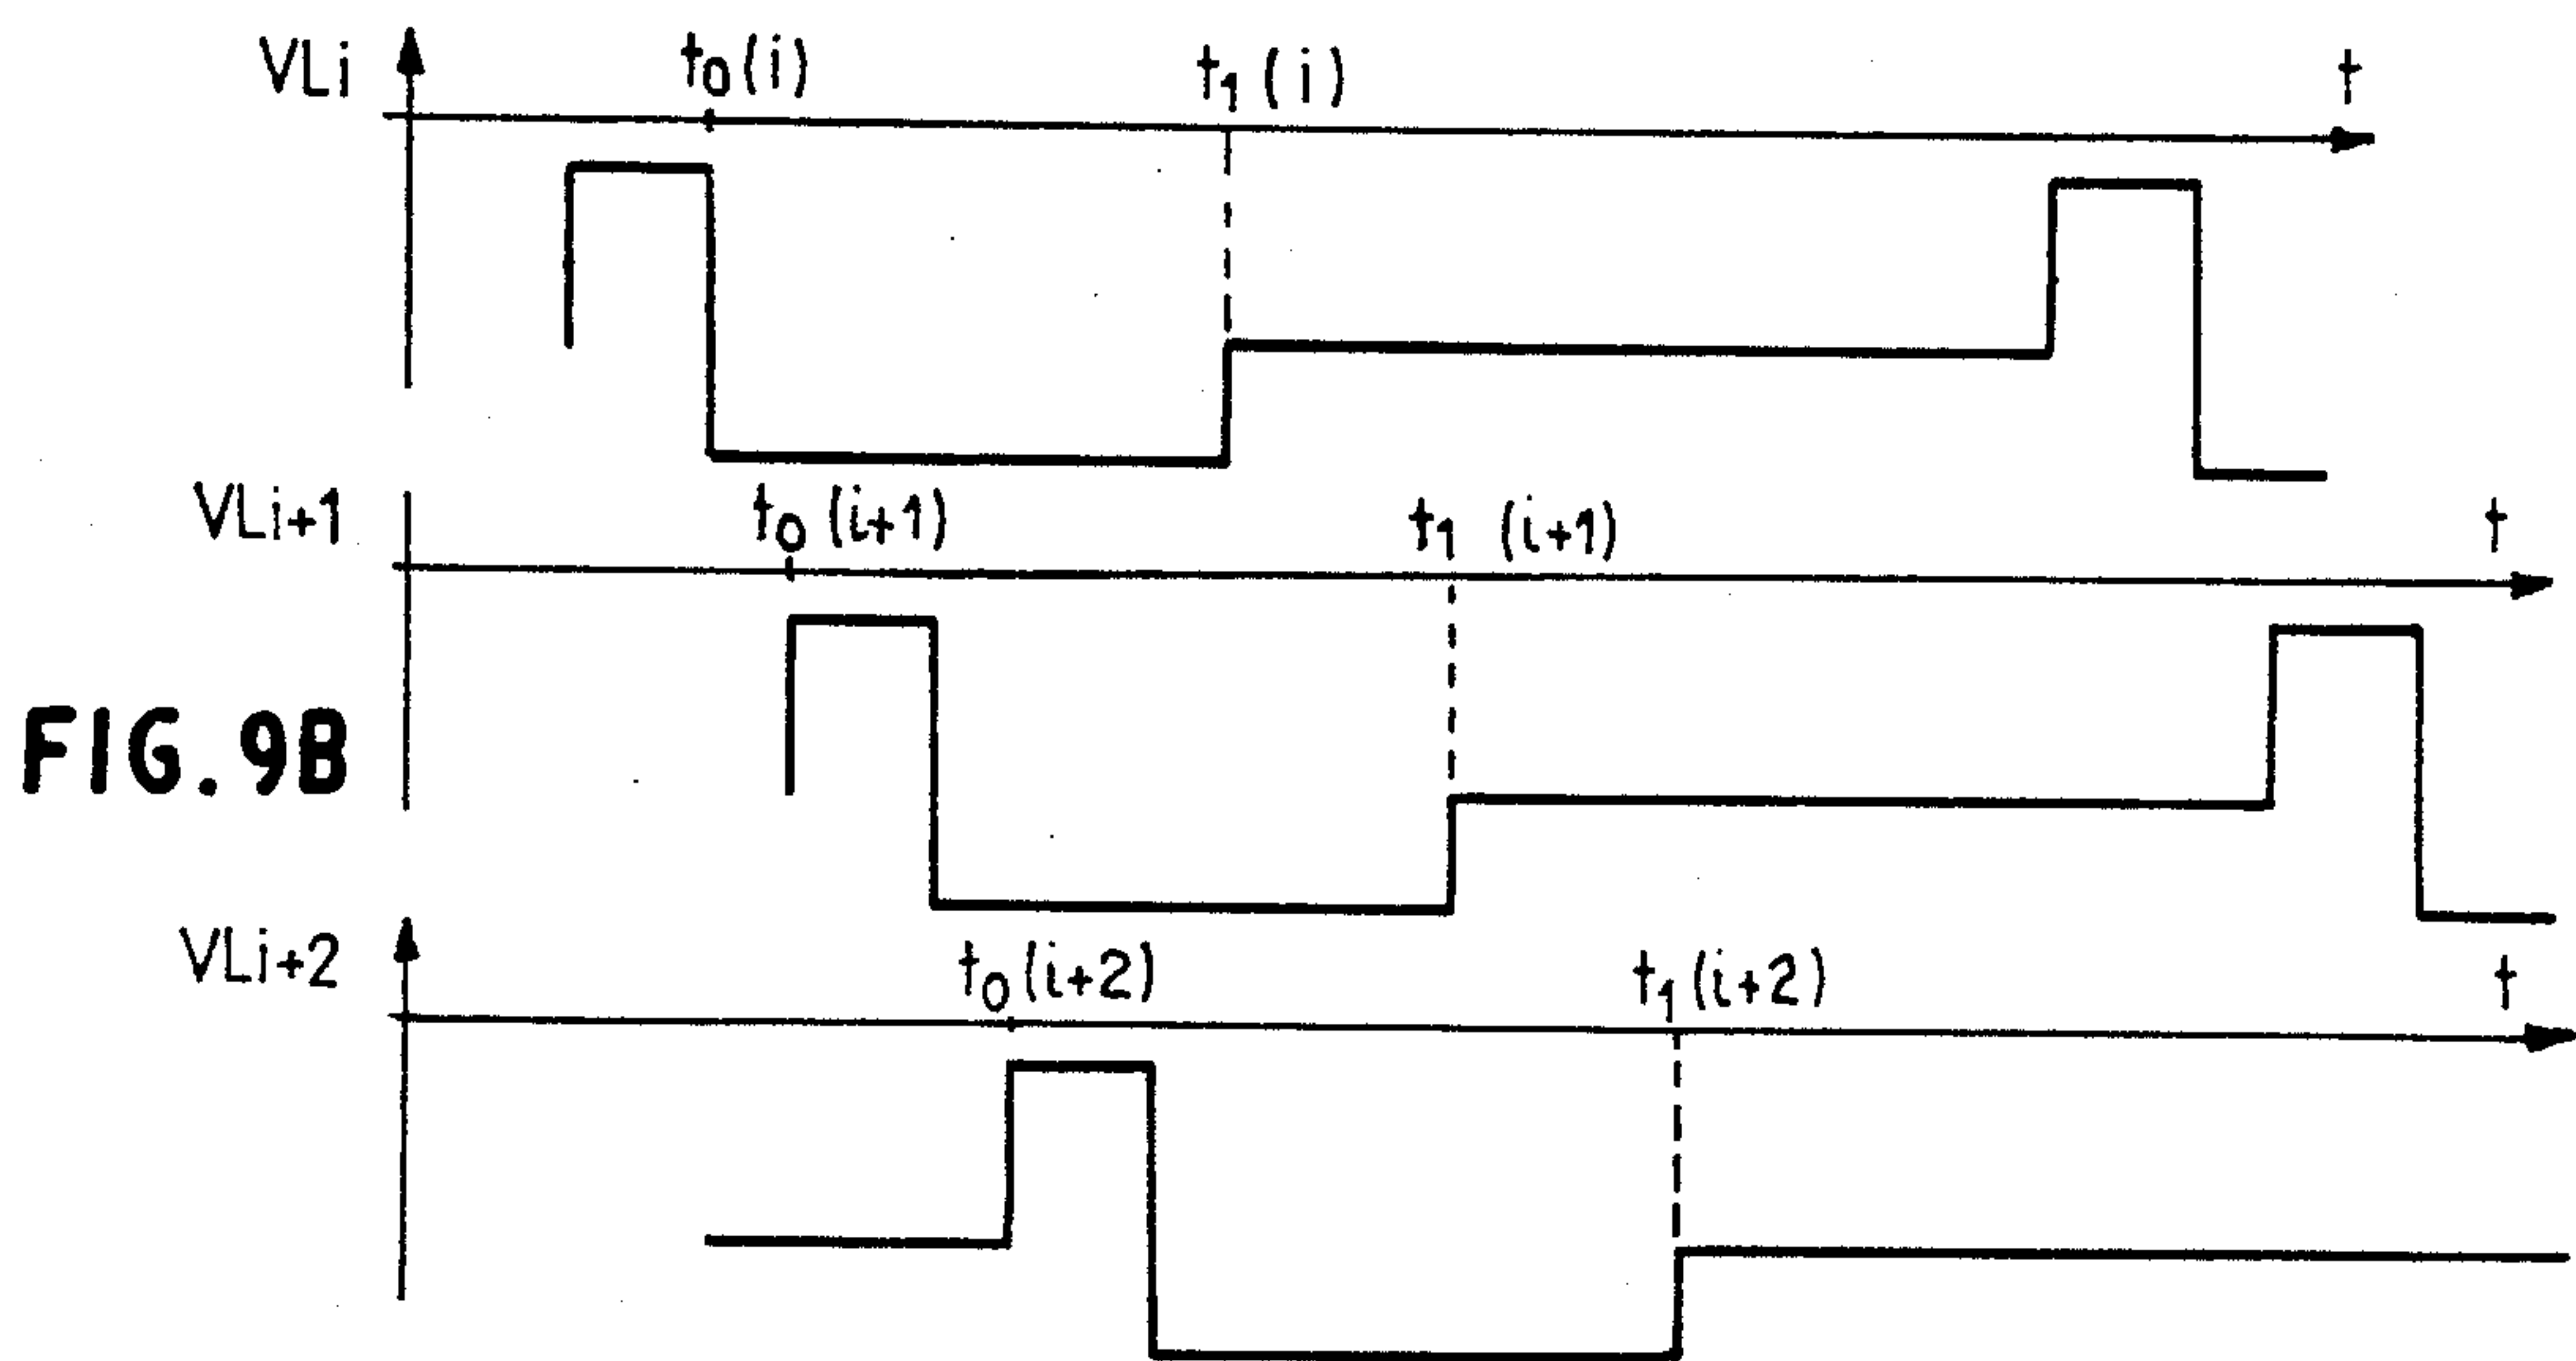 VLi
t₀(i)
t₁(i)
t
VLi+1
t₀(i+1)
t₁(i+1)
t
FIG.9B
VLi+2
t₀(i+2)
t₁(i+2)
t